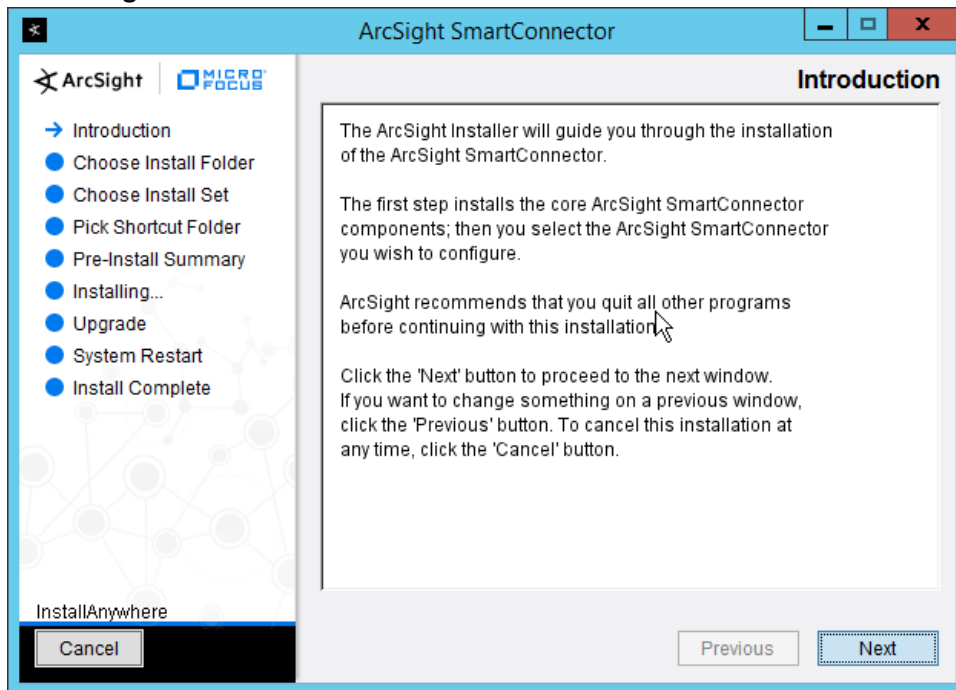 ArcSight SmartConnector
ArcSight
MICRO
FOCUS
Introduction
Introduction
Choose Install Folder
Choose Install Set
Pick Shortcut Folder
Pre-Install Summary
Installing...
Upgrade
System Restart
Install Complete
The ArcSight Installer will guide you through the installation
of the ArcSight SmartConnector.
The first step installs the core ArcSight SmartConnector
components; then you select the ArcSight SmartConnector
you wish to configure.
ArcSight recommends that you quit all other programs
before continuing with this installation.
Click the 'Next' button to proceed to the next window.
If you want to change something on a previous window,
click the 'Previous' button. To cancel this installation at
any time, click the 'Cancel' button.
InstallAnywhere
Cancel
Previous
Next